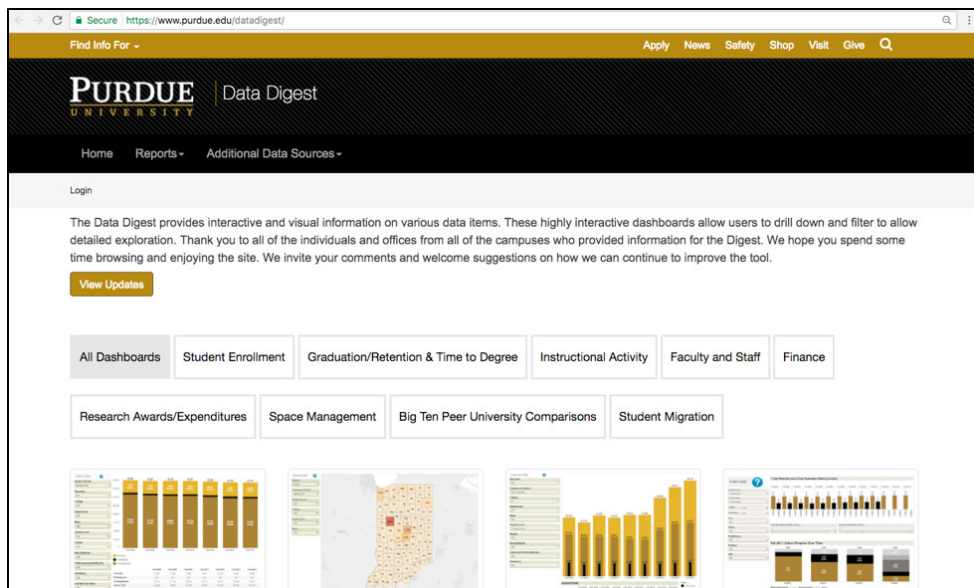 Secure https://www.purdue.edu/datadigest/
Find Info For
Apply News Safety Shop Visit Give
PURDUE
UNIVERSITY
Data Digest
Home Reports Additional Data Sources
Login
The Data Digest provides interactive and visual information on various data items. These highly interactive dashboards allow users to drill down and filter to allow
detailed exploration. Thank you to all of the individuals and offices from all of the campuses who provided information for the Digest. We hope you spend some
time browsing and enjoying the site. We invite your comments and welcome suggestions on how we can continue to improve the tool.
View Updates
All Dashboards Student Enrollment Graduation/Retention & Time to Degree Instructional Activity Faculty and Staff Finance
Research Awards/Expenditures Space Management Big Ten Peer University Comparisons Student Migration